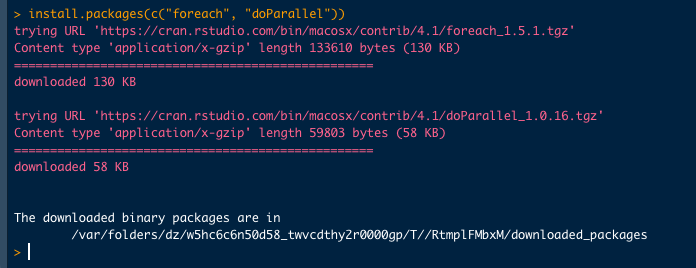 > install.packages(c("foreach", "doParallel"))
trying URL 'https://cran.rstudio.com/bin/macosx/contrib/4.1/foreach_1.5.1.tgz'
Content type 'application/x-gzip' length 133610 bytes (130 KB)
==================================================
downloaded 130 KB

trying URL 'https://cran.rstudio.com/bin/macosx/contrib/4.1/doParallel_1.0.16.tgz'
Content type 'application/x-gzip' length 59803 bytes (58 KB)
==================================================
downloaded 58 KB


The downloaded binary packages are in
	/var/folders/dz/w5hc6c6n50d58_twvcdthy2r0000gp/T//RtmplFMbxM/downloaded_packages
>